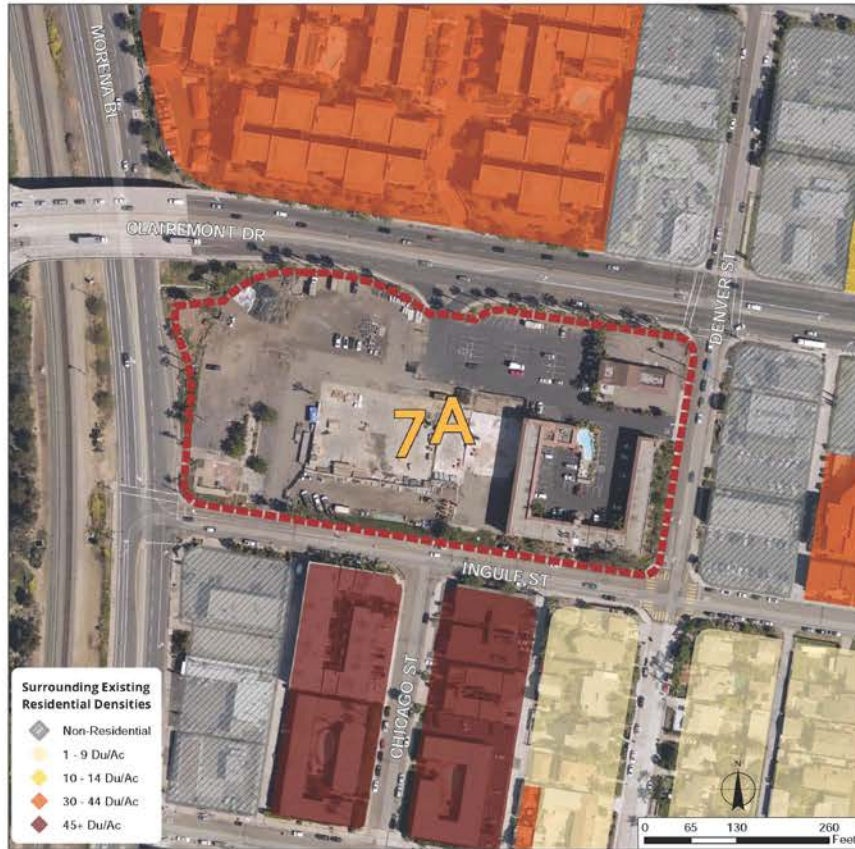 MORENA BL
CLAIREMONT DR
DENVER ST
7A
INGULF ST
CHICAGO ST
Surrounding Existing
Residential Densities
Non-Residential
1 - 9 Du/Ac
10 - 14 Du/Ac
30 - 44 Du/Ac
45+ Du/Ac
N
0 65 130 260
Feet